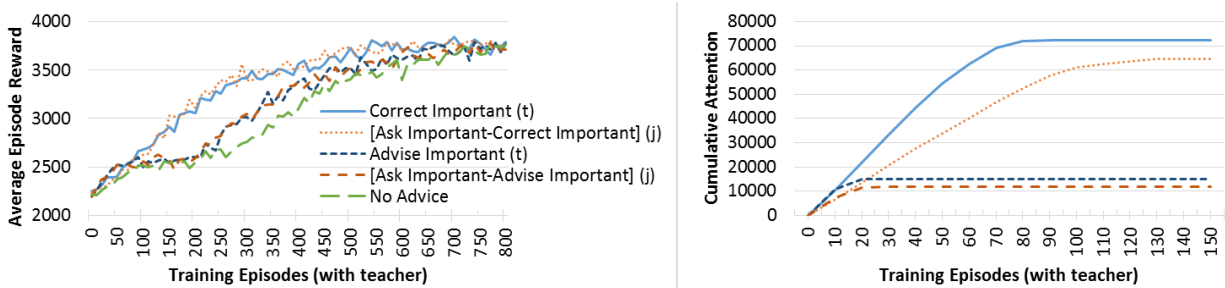 Average Episode Reward
4000
3500
3000
2500
2000
0 50 100 150 200 250 300 350 400 450 500 550 600 650 700 750 800
Training Episodes (with teacher)
Correct Important (t)
[Ask Important-Correct Important] (j)
Advise Important (t)
[Ask Important-Advise Important] (j)
No Advice
Cumulative Attention
80000
70000
60000
50000
40000
30000
20000
10000
0
0 10 20 30 40 50 60 70 80 90 100 110 120 130 140 150
Training Episodes (with teacher)